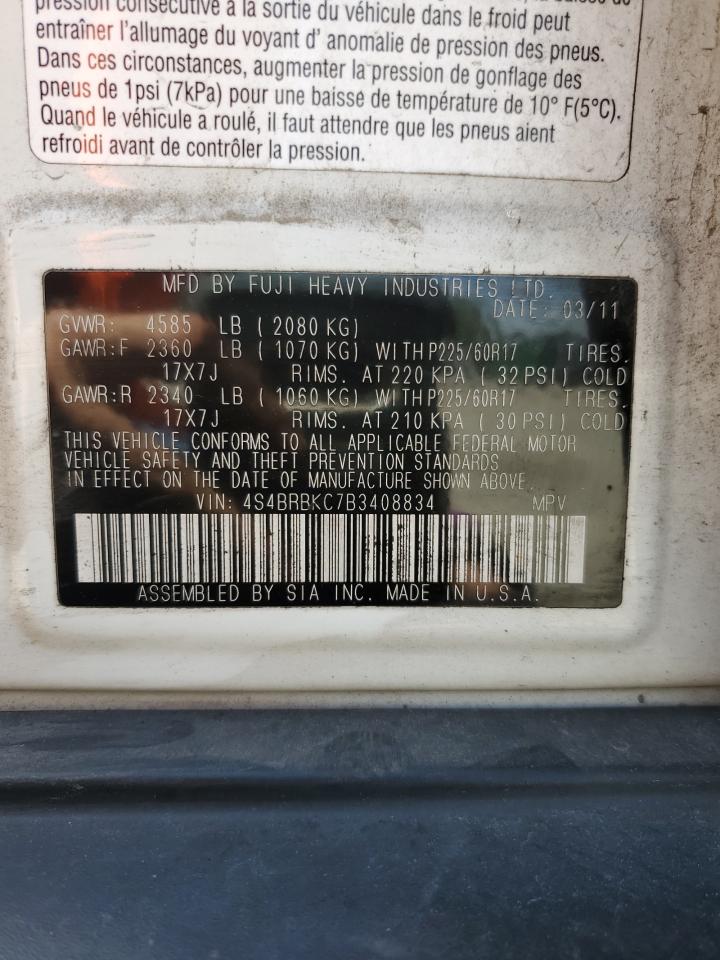 pression consécutive à la sortie du véhicule dans le froid peut
entraîner l'allumage du voyant d' anomalie de pression des pneus.
Dans ces circonstances, augmenter la pression de gonflage des
pneus de 1psi (7kPa) pour une baisse de température de 10° F(5°C).
Quand le véhicule a roulé, il faut attendre que les pneus aient
refroidi avant de contrôler la pression.
MFD BY FUJI HEAVY INDUSTRIES LTD.
DATE: 03/11
GVWR: 4585 LB ( 2080 KG)
GAWR:F 2360 LB ( 1070 KG) WITH P225/60R17 TIRES.
17X7J RIMS. AT 220 KPA ( 32 PSI) COLD
GAWR:R 2340 LB ( 1060 KG) WITH P225/60R17 TIRES.
17X7J RIMS. AT 210 KPA ( 30 PSI) COLD
THIS VEHICLE CONFORMS TO ALL APPLICABLE FEDERAL MOTOR
VEHICLE SAFETY AND THEFT PREVENTION STANDARDS
IN EFFECT ON THE DATE OF MANUFACTURE SHOWN ABOVE.
VIN: 4S4BRBKC7B3408834 MPV
ASSEMBLED BY SIA INC. MADE IN U.S.A.